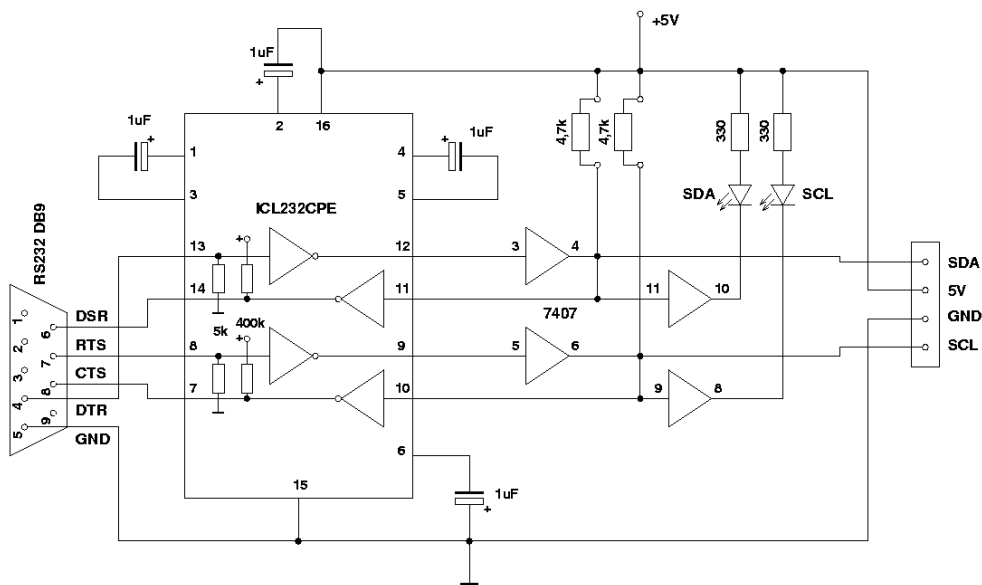 +5V
1uF
+
2
16
1uF
+
1
3
4
5
+
1uF
4,7k
4,7k
330
330
SDA
SCL
ICL232CPE
RS232 DB9
13
+
12
3
4
14
11
11
10
5k
400k
+
7407
8
9
5
6
7
10
9
8
6
15
1uF
+
1
2
3
4
5
6
7
8
9
DSR
RTS
CTS
DTR
GND
SDA
5V
GND
SCL